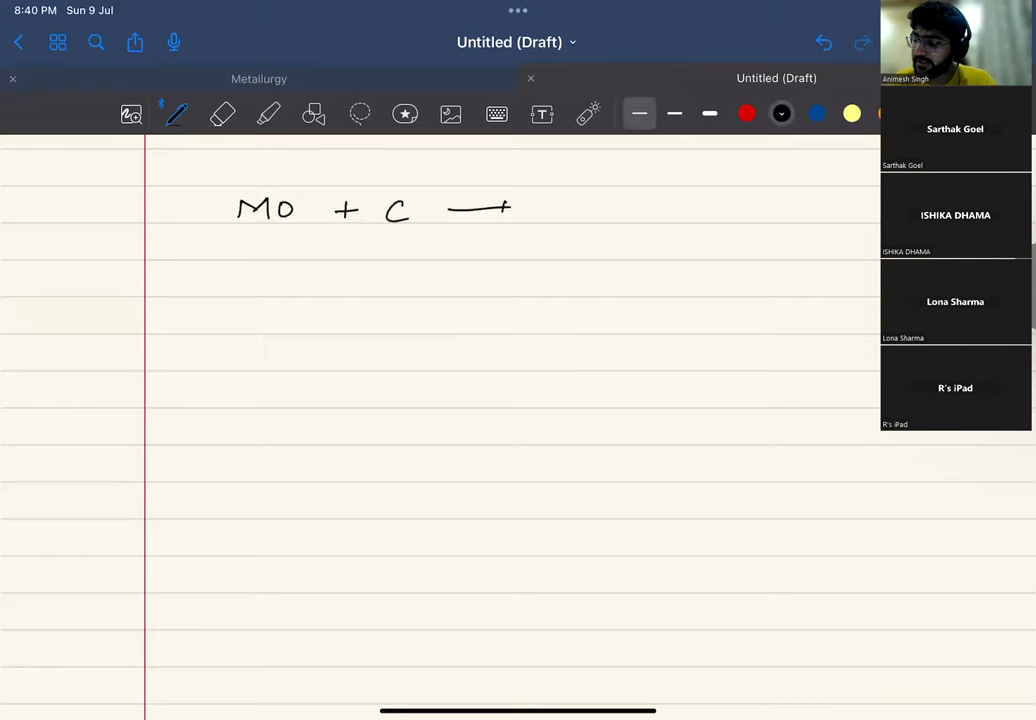 8:40 PM Sun 9 Jul
Untitled (Draft)
Metallurgy
Untitled (Draft)
MO + C →
Animesh Singh
Sarthak Goel
Sarthak Goel
ISHIKA DHAMA
ISHIKA DHAMA
Lona Sharma
Lona Sharma
R's iPad
R's iPad